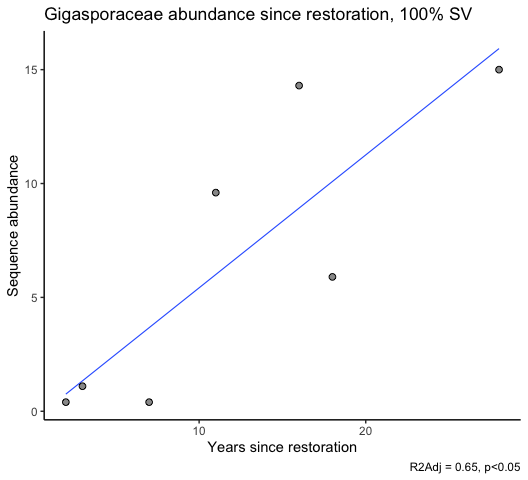 Gigasporaceae abundance since restoration, 100% SV
15
10
5
0
Sequence abundance
10
20
Years since restoration
R2Adj = 0.65, p<0.05